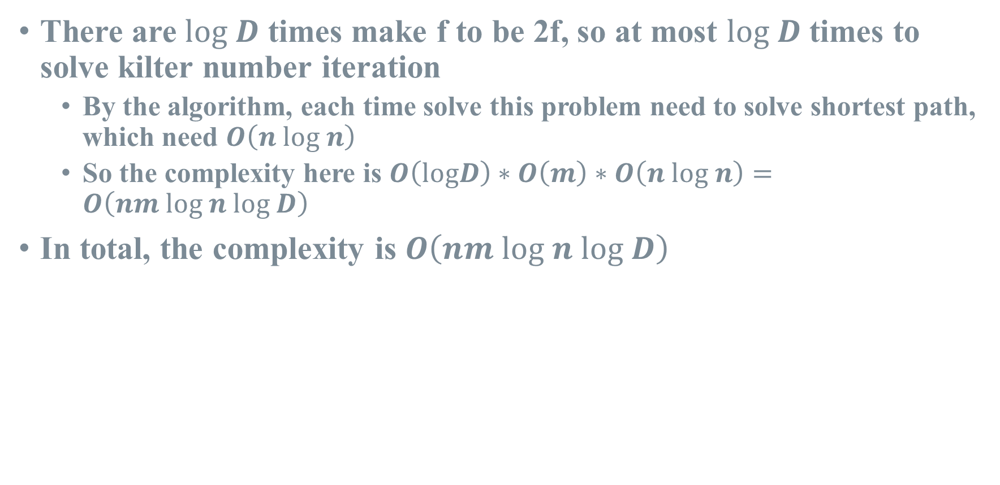 • There are log D times make f to be 2f, so at most log D times to
solve kilter number iteration
• By the algorithm, each time solve this problem need to solve shortest path,
which need O(n log n)
• So the complexity here is O(logD) ∗ O(m) ∗ O(n log n) =
O(nm log n log D)
• In total, the complexity is O(nm log n log D)